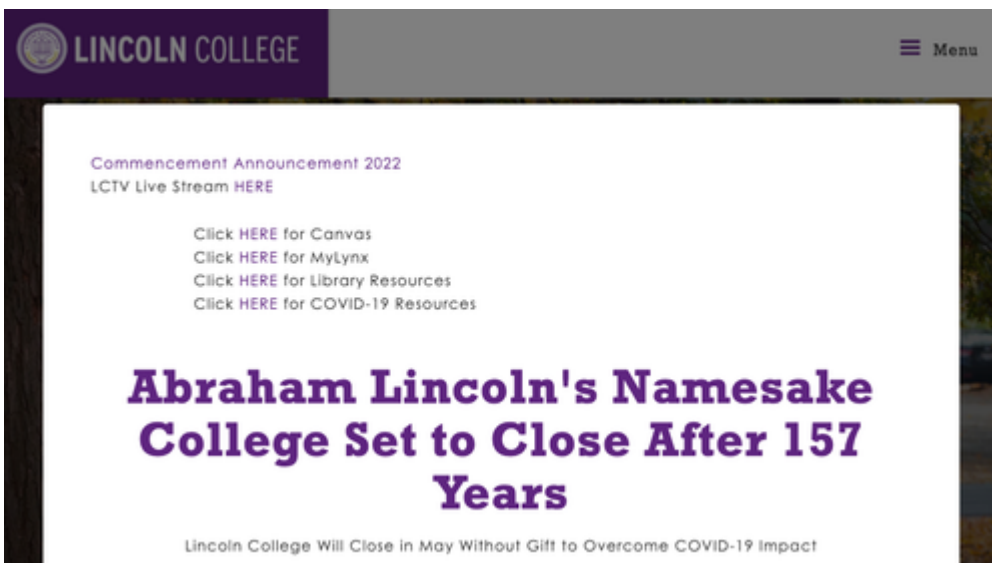 LINCOLN COLLEGE
Menu
Commencement Announcement 2022
LCTV Live Stream HERE
Click HERE for Canvas
Click HERE for MyLynx
Click HERE for Library Resources
Click HERE for COVID-19 Resources
Abraham Lincoln's Namesake
College Set to Close After 157
Years
Lincoln College Will Close in May Without Gift to Overcome COVID-19 Impact